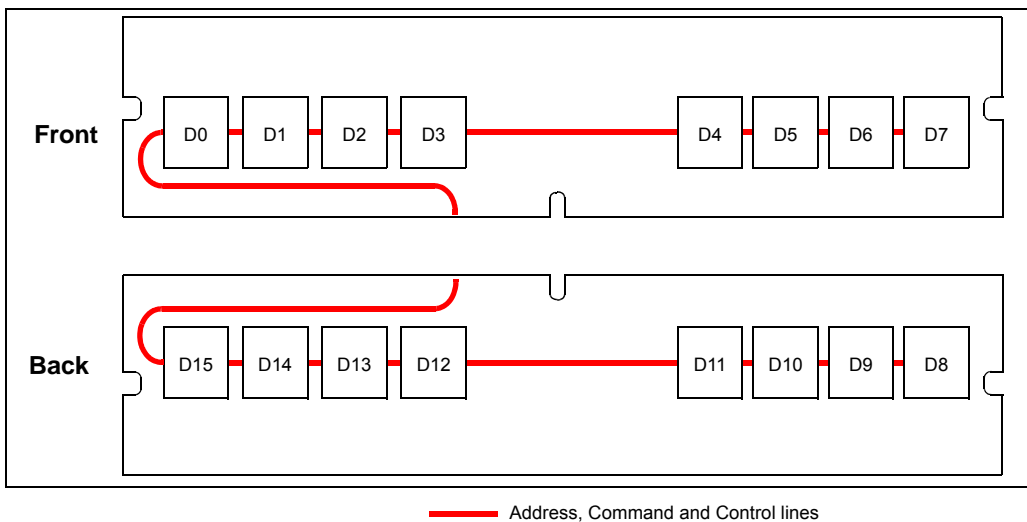 Front
D0 D1 D2 D3 D4 D5 D6 D7
Back
D15 D14 D13 D12 D11 D10 D9 D8
Address, Command and Control lines